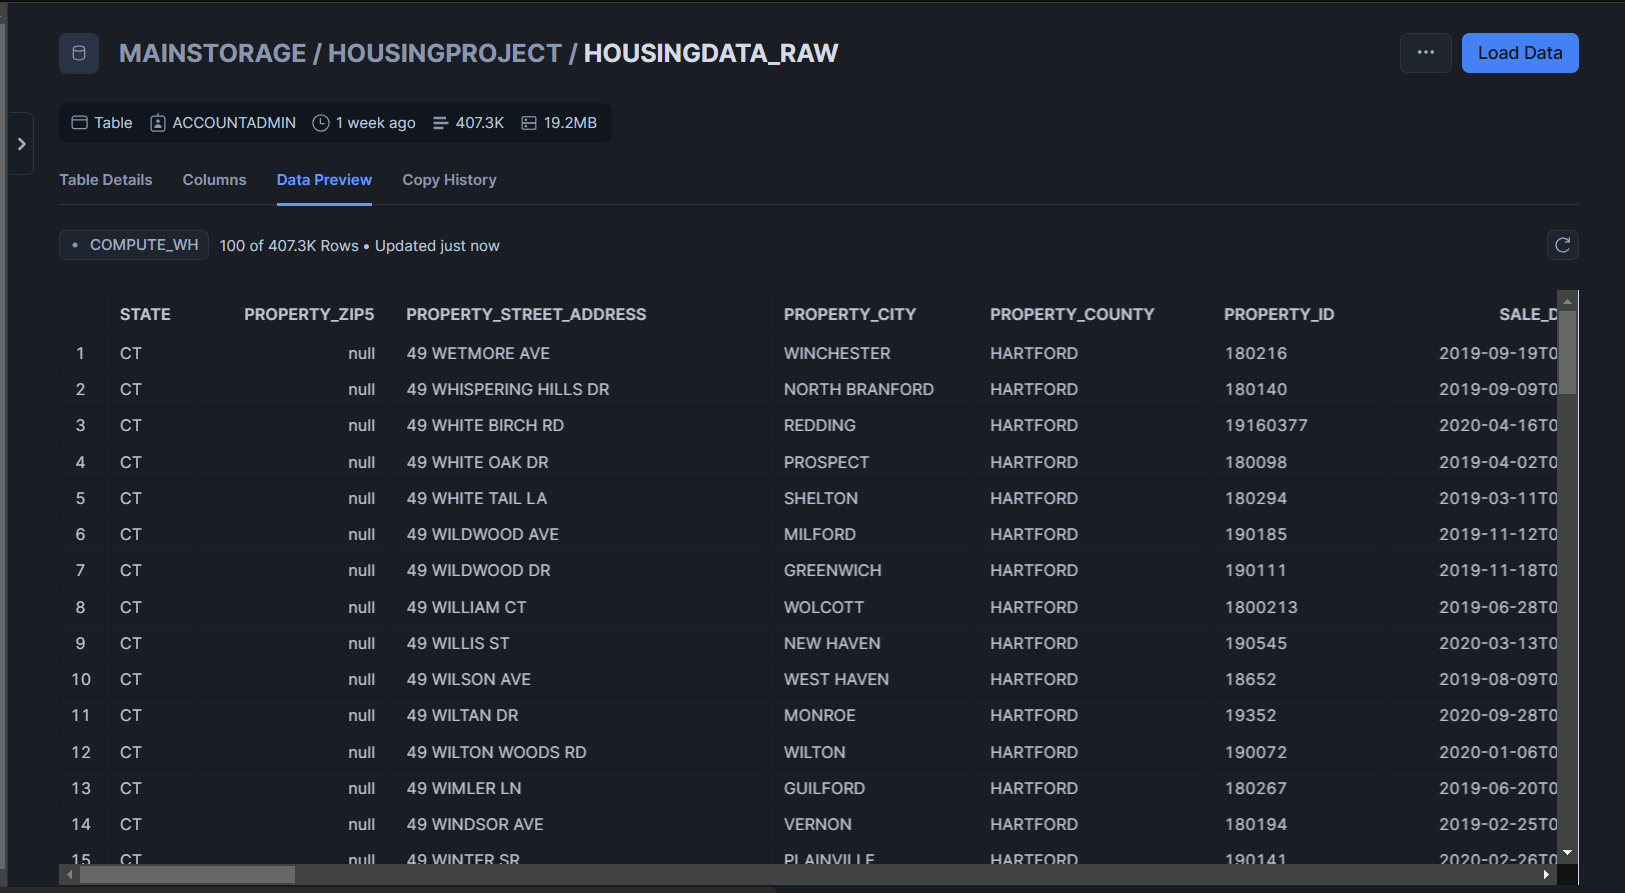 MAINSTORAGE / HOUSINGPROJECT / HOUSINGDATA_RAW
... Load Data
Table ACCOUNTADMIN 1 week ago 407.3K 19.2MB
Table Details Columns Data Preview Copy History
COMPUTE_WH 100 of 407.3K Rows • Updated just now
STATE PROPERTY_ZIP5 PROPERTY_STREET_ADDRESS PROPERTY_CITY PROPERTY_COUNTY PROPERTY_ID SALE_D
1 CT null 49 WETMORE AVE WINCHESTER HARTFORD 180216 2019-09-19T0
2 CT null 49 WHISPERING HILLS DR NORTH BRANFORD HARTFORD 180140 2019-09-09T0
3 CT null 49 WHITE BIRCH RD REDDING HARTFORD 19160377 2020-04-16T0
4 CT null 49 WHITE OAK DR PROSPECT HARTFORD 180098 2019-04-02T0
5 CT null 49 WHITE TAIL LA SHELTON HARTFORD 180294 2019-03-11T0
6 CT null 49 WILDWOOD AVE MILFORD HARTFORD 190185 2019-11-12T0
7 CT null 49 WILDWOOD DR GREENWICH HARTFORD 190111 2019-11-18T0
8 CT null 49 WILLIAM CT WOLCOTT HARTFORD 1800213 2019-06-28T0
9 CT null 49 WILLIS ST NEW HAVEN HARTFORD 190545 2020-03-13T0
10 CT null 49 WILSON AVE WEST HAVEN HARTFORD 18652 2019-08-09T0
11 CT null 49 WILTAN DR MONROE HARTFORD 19352 2020-09-28T0
12 CT null 49 WILTON WOODS RD WILTON HARTFORD 190072 2020-01-06T0
13 CT null 49 WIMLER LN GUILFORD HARTFORD 180267 2019-06-20T0
14 CT null 49 WINDSOR AVE VERNON HARTFORD 180194 2019-02-25T0
15 CT null 49 WINTER SR PLAINVILLE HARTFORD 190141 2020-02-26T0